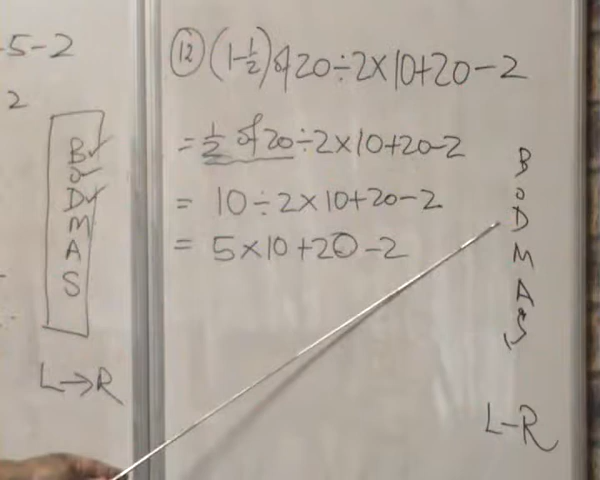 -5-2
2
B✓
O✓
D✓
M
A
S
L→R
⑫ (1-1/2) of 20÷2×10+20-2
= 1/2 of 20÷2×10+20-2
= 10÷2×10+20-2
= 5×10+20-2
B
O
D
M
A
S
L-R